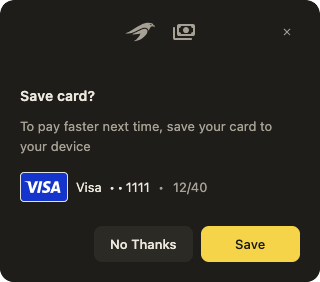 Save card?
To pay faster next time, save your card to
your device
VISA Visa ••1111 • 12/40
No Thanks Save